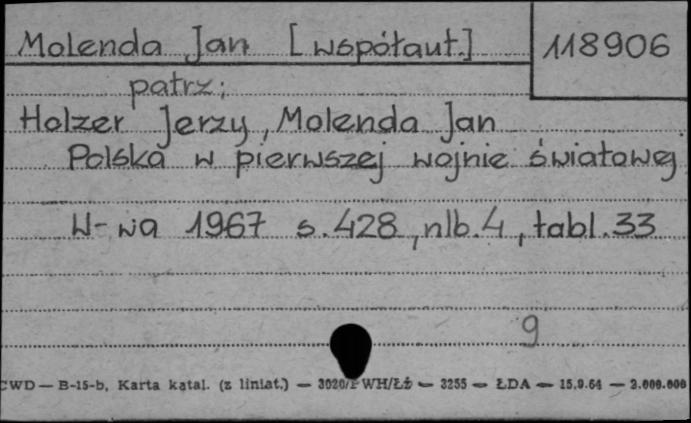 Molenda Jan [współaut.] 118906
patrz:
Holzer Jerzy, Molenda Jan
Polska w pierwszej wojnie światowej
W-wa 1967 s.428, nlb.4, tabl.33
9
CWD — B-15-b, Karta katal. (z liniat.) — 3020/P WH/Łż — 3255 — ŁDA — 15.9.64 — 2.000.000